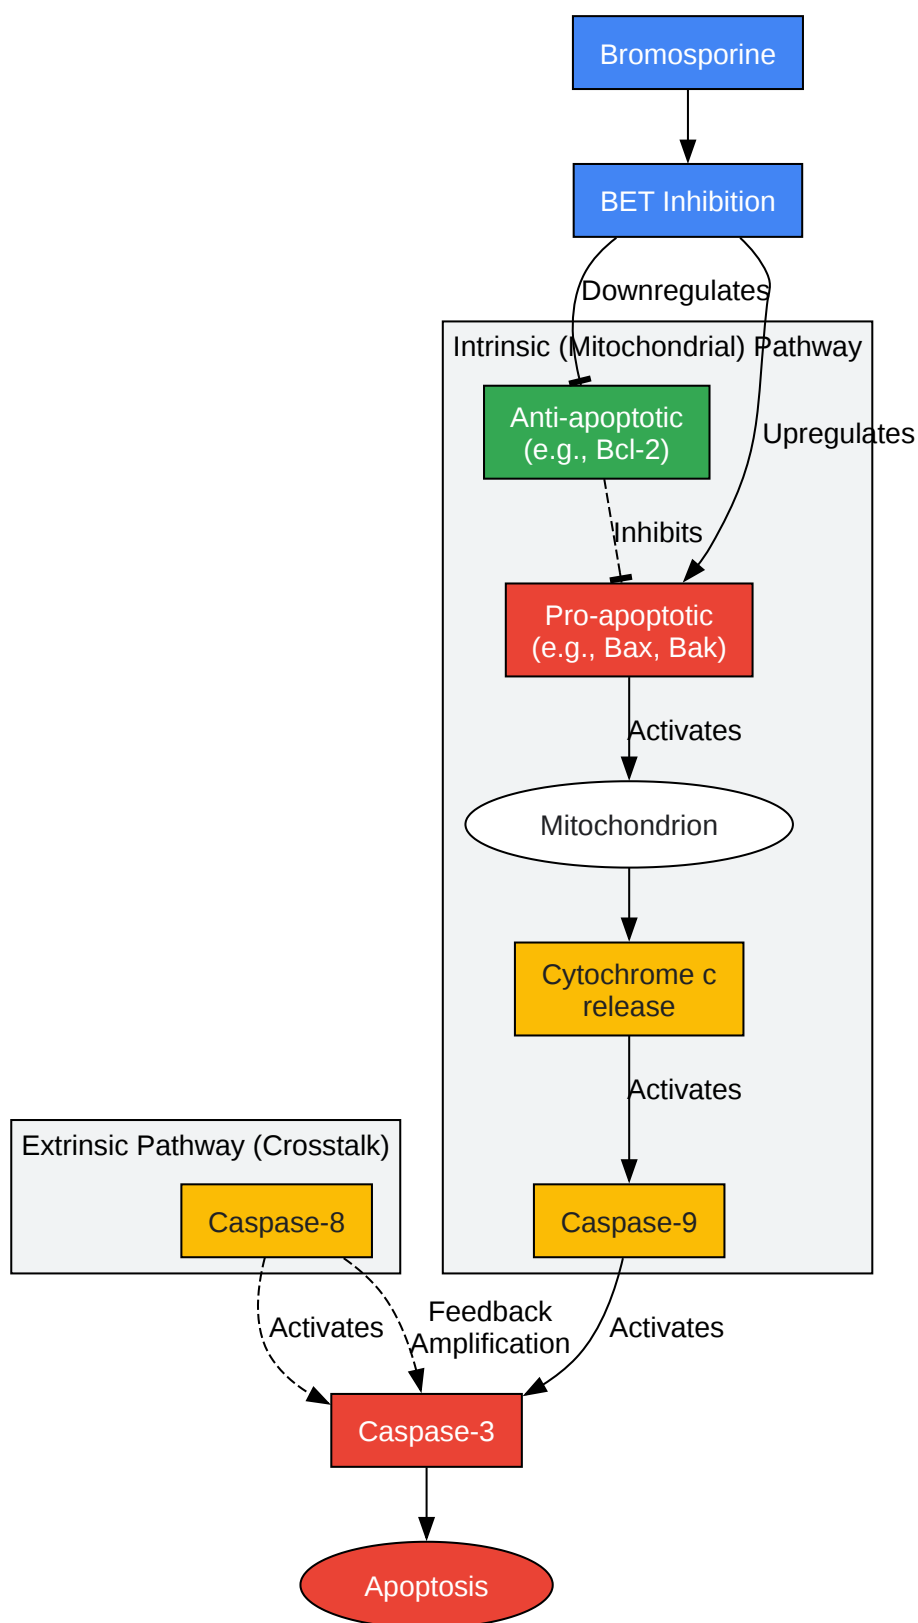 Bromosporine
BET Inhibition
Downregulates
Intrinsic (Mitochondrial) Pathway
Anti-apoptotic
(e.g., Bcl-2)
Upregulates
Inhibits
Pro-apoptotic
(e.g., Bax, Bak)
Activates
Mitochondrion
Cytochrome c
release
Activates
Extrinsic Pathway (Crosstalk)
Caspase-8
Caspase-9
Activates
Feedback
Amplification
Activates
Caspase-3
Apoptosis